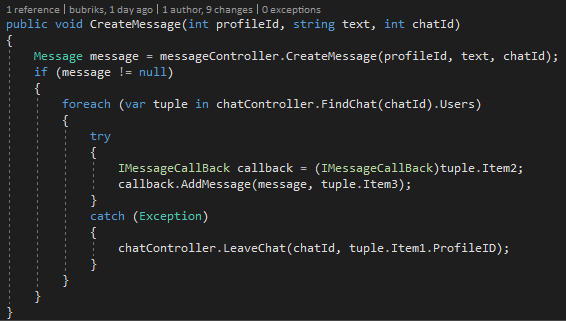 1 reference | bubriks, 1 day ago | 1 author, 9 changes | 0 exceptions
public void CreateMessage(int profileId, string text, int chatId)
{
    Message message = messageController.CreateMessage(profileId, text, chatId);
    if (message != null)
    {
        foreach (var tuple in chatController.FindChat(chatId).Users)
        {
            try
            {
                IMessageCallBack callback = (IMessageCallBack)tuple.Item2;
                callback.AddMessage(message, tuple.Item3);
            }
            catch (Exception)
            {
                chatController.LeaveChat(chatId, tuple.Item1.ProfileID);
            }
        }
    }
}